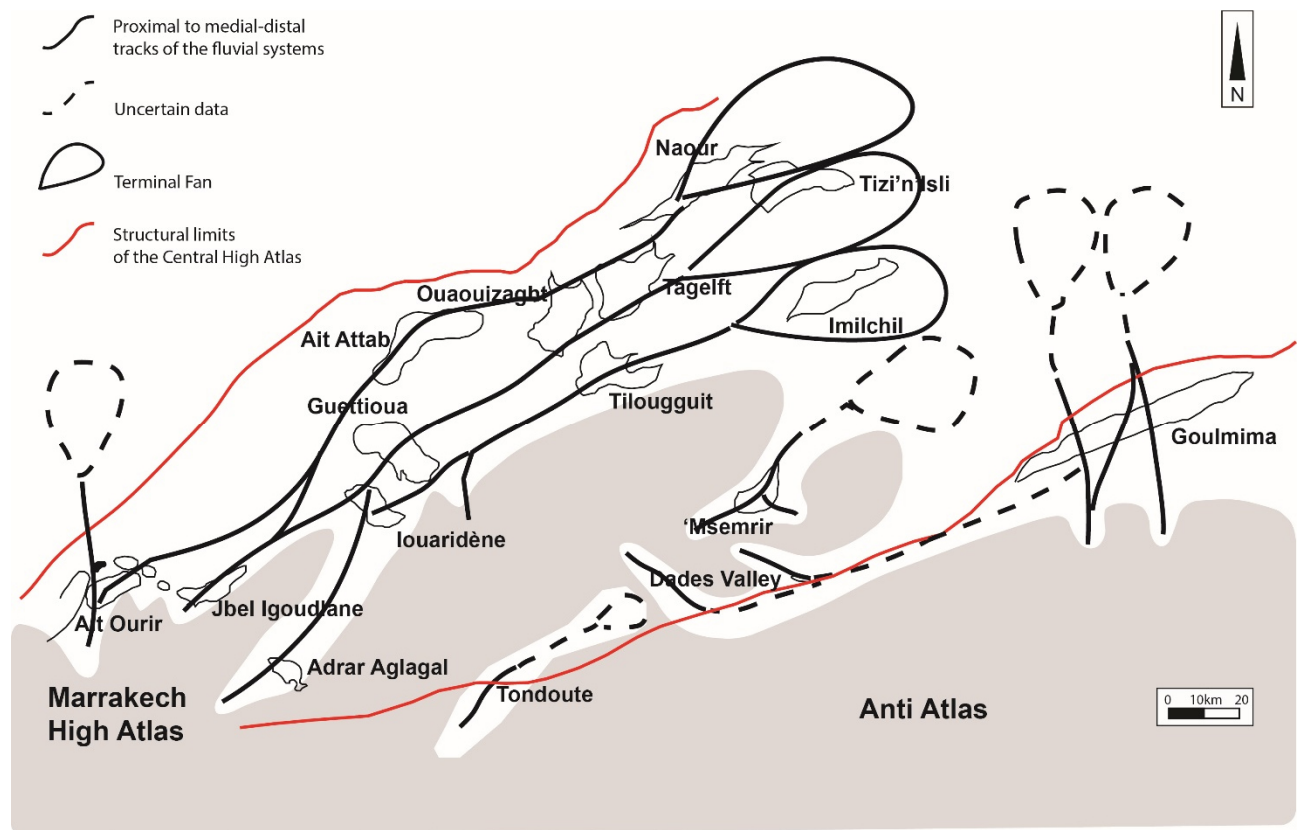 Proximal to medial-distal
tracks of the fluvial systems
Uncertain data
Terminal Fan
Structural limits
of the Central High Atlas
N
Naour
Tizi’n’Isli
Ouaouizaght
Tagelft
Ait Attab
Imilchil
Guettioua
Tilougguit
Goulmima
Iouaridène
‘Msemrir
Dades Valley
Jbel Igoudlane
Ait Ourir
Adrar Aglagal
Tondoute
Marrakech
High Atlas
Anti Atlas
0 10km 20